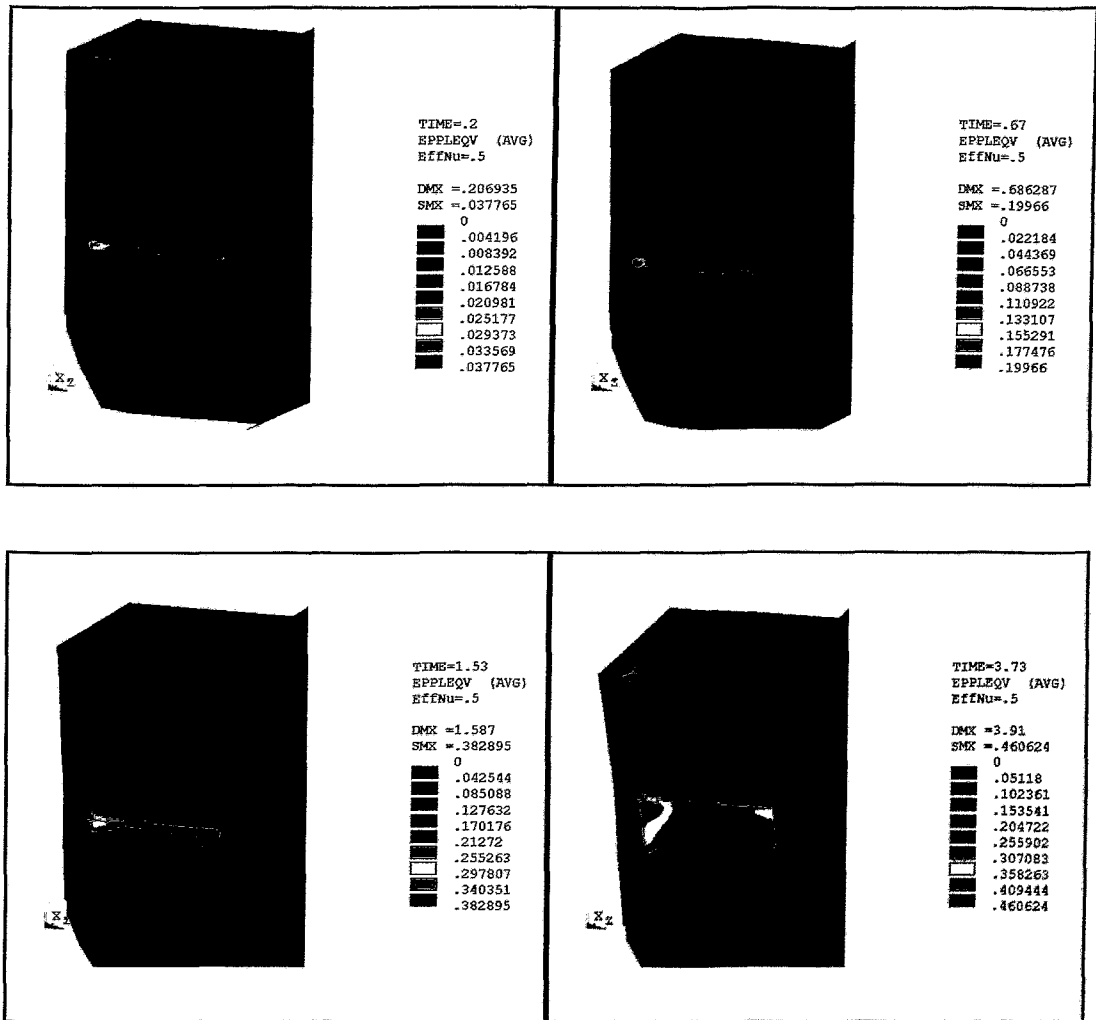 TIME=.2
EPPLEQV (AVG)
EffNu=.5
DMX =.206935
SMX =.037765
0
.004196
.008392
.012588
.016784
.020981
.025177
.029373
.033569
.037765
X Z
TIME=.67
EPPLEQV (AVG)
EffNu=.5
DMX =.686287
SMX =.19966
0
.022184
.044369
.066553
.088738
.110922
.133107
.155291
.177476
.19966
X
TIME=1.53
EPPLEQV (AVG)
EffNu=.5
DMX =1.587
SMX =.382895
0
.042544
.085088
.127632
.170176
.21272
.255263
.297807
.340351
.382895
X
TIME=3.73
EPPLEQV (AVG)
EffNu=.5
DMX =3.91
SMX =.460624
0
.05118
.102361
.153541
.204722
.255902
.307083
.358263
.409444
.460624
X Z